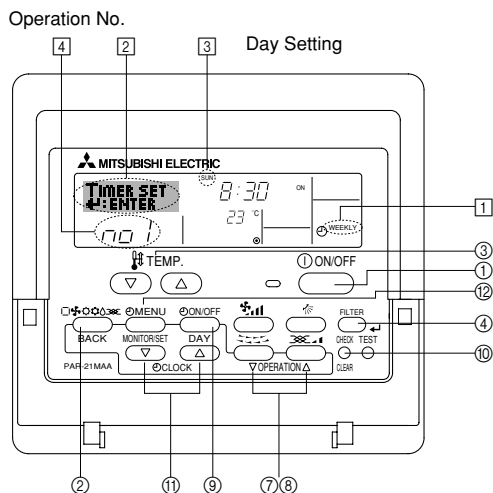 Operation No.
4 2 3 Day Setting
MITSUBISHI ELECTRIC
SUN
TIMER SET
↵:ENTER
8:30 ON
23 °C
no 1
WEEKLY
1
TEMP. ON/OFF
3
1
12
MENU ON/OFF FILTER
4
BACK MONITOR/SET DAY CHECK TEST
10
PAR-21MAA CLOCK ▽OPERATION△ CLEAR
2 11 9 7 8